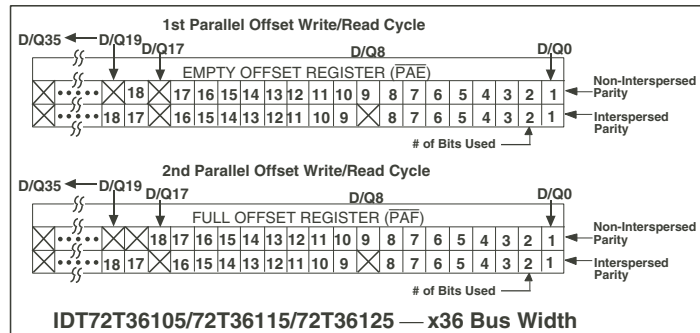 1st Parallel Offset Write/Read Cycle
D/Q35 D/Q19 D/Q17 D/Q8 D/Q0
EMPTY OFFSET REGISTER (PAE)
18 17 16 15 14 13 12 11 10 9 8 7 6 5 4 3 2 1 Non-Interspersed Parity
18 17 16 15 14 13 12 11 10 9 8 7 6 5 4 3 2 1 Interspersed Parity
# of Bits Used
2nd Parallel Offset Write/Read Cycle
D/Q35 D/Q19 D/Q17 D/Q8 D/Q0
FULL OFFSET REGISTER (PAF)
18 17 16 15 14 13 12 11 10 9 8 7 6 5 4 3 2 1 Non-Interspersed Parity
18 17 16 15 14 13 12 11 10 9 8 7 6 5 4 3 2 1 Interspersed Parity
# of Bits Used
IDT72T36105/72T36115/72T36125 — x36 Bus Width